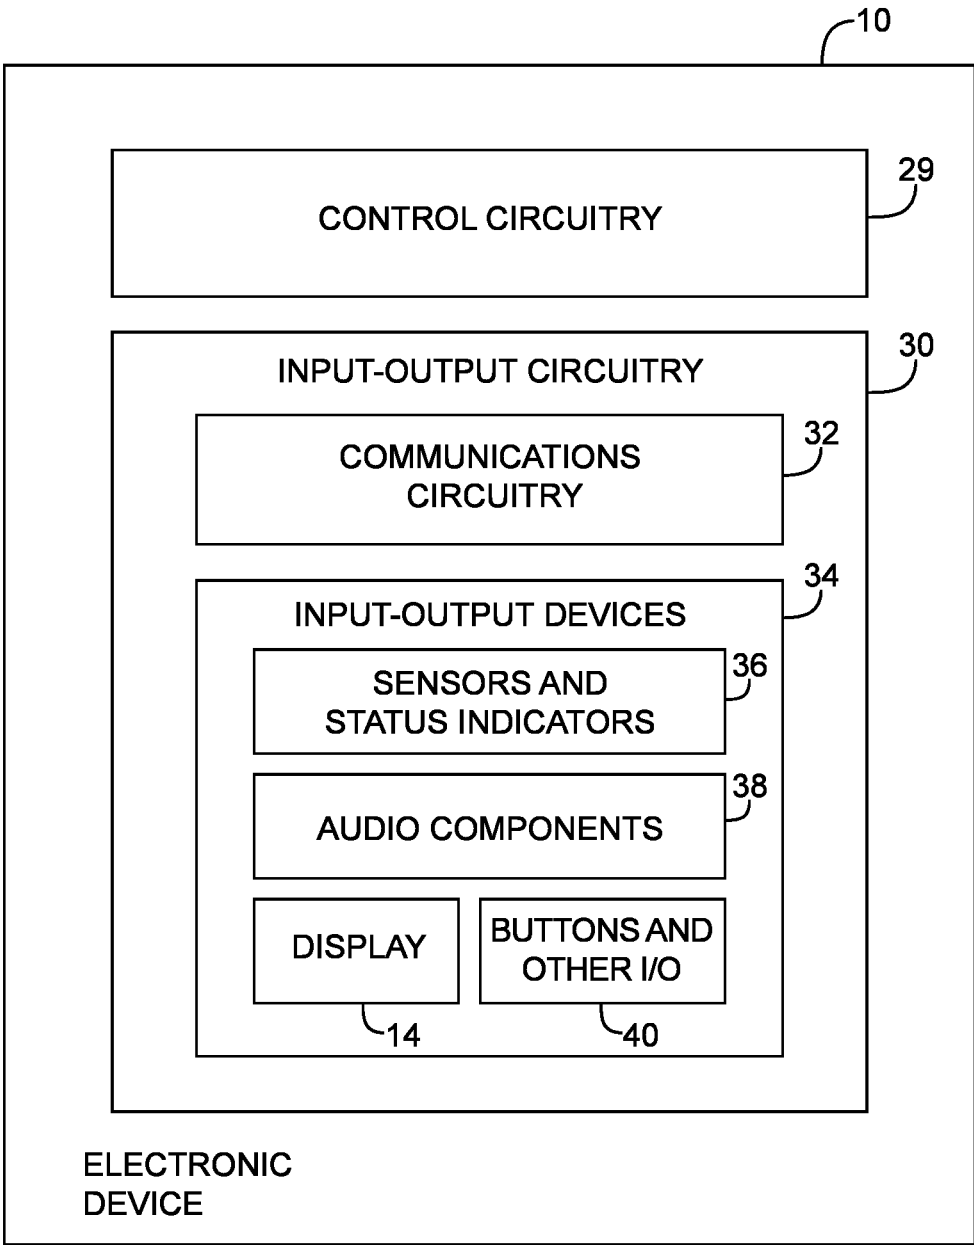 10
CONTROL CIRCUITRY
29
INPUT-OUTPUT CIRCUITRY
30
COMMUNICATIONS
CIRCUITRY
32
INPUT-OUTPUT DEVICES
34
SENSORS AND
STATUS INDICATORS
36
AUDIO COMPONENTS
38
DISPLAY
14
BUTTONS AND
OTHER I/O
40
ELECTRONIC
DEVICE